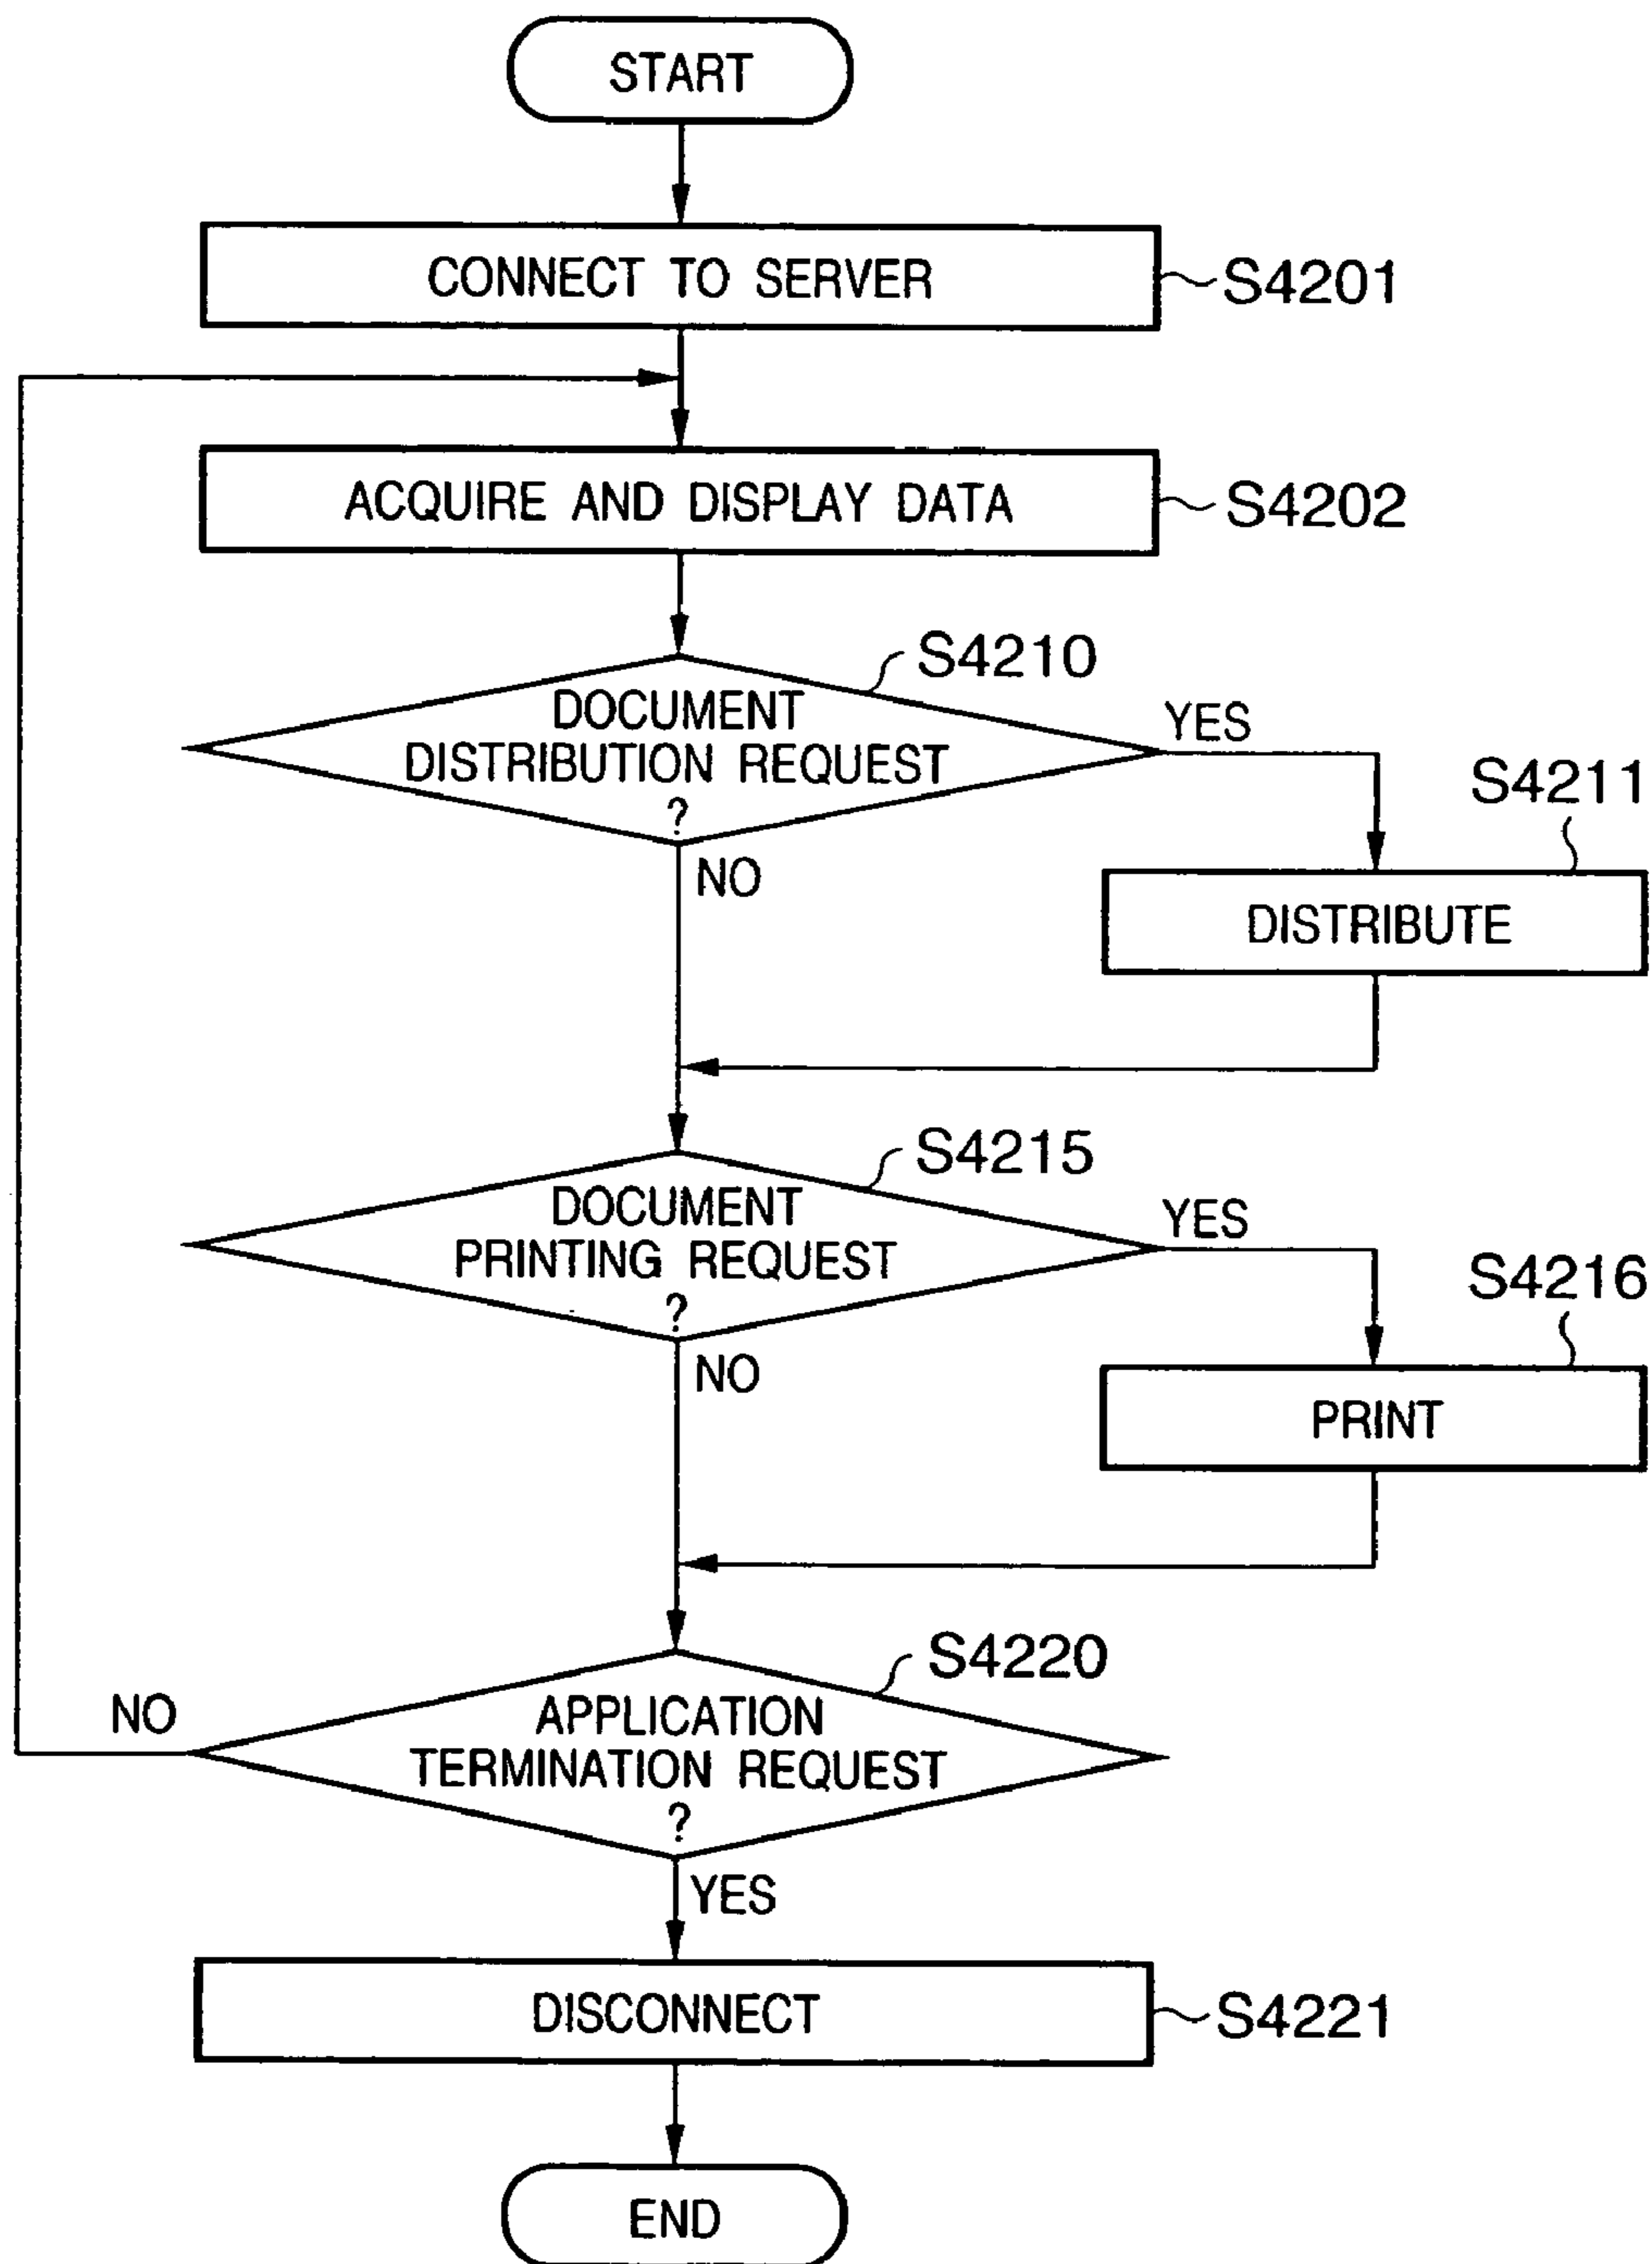 START
CONNECT TO SERVER
S4201
ACQUIRE AND DISPLAY DATA
S4202
S4210
DOCUMENT
DISTRIBUTION REQUEST
?
YES
NO
S4211
DISTRIBUTE
S4215
DOCUMENT
PRINTING REQUEST
?
YES
NO
S4216
PRINT
S4220
APPLICATION
TERMINATION REQUEST
?
NO
YES
DISCONNECT
S4221
END